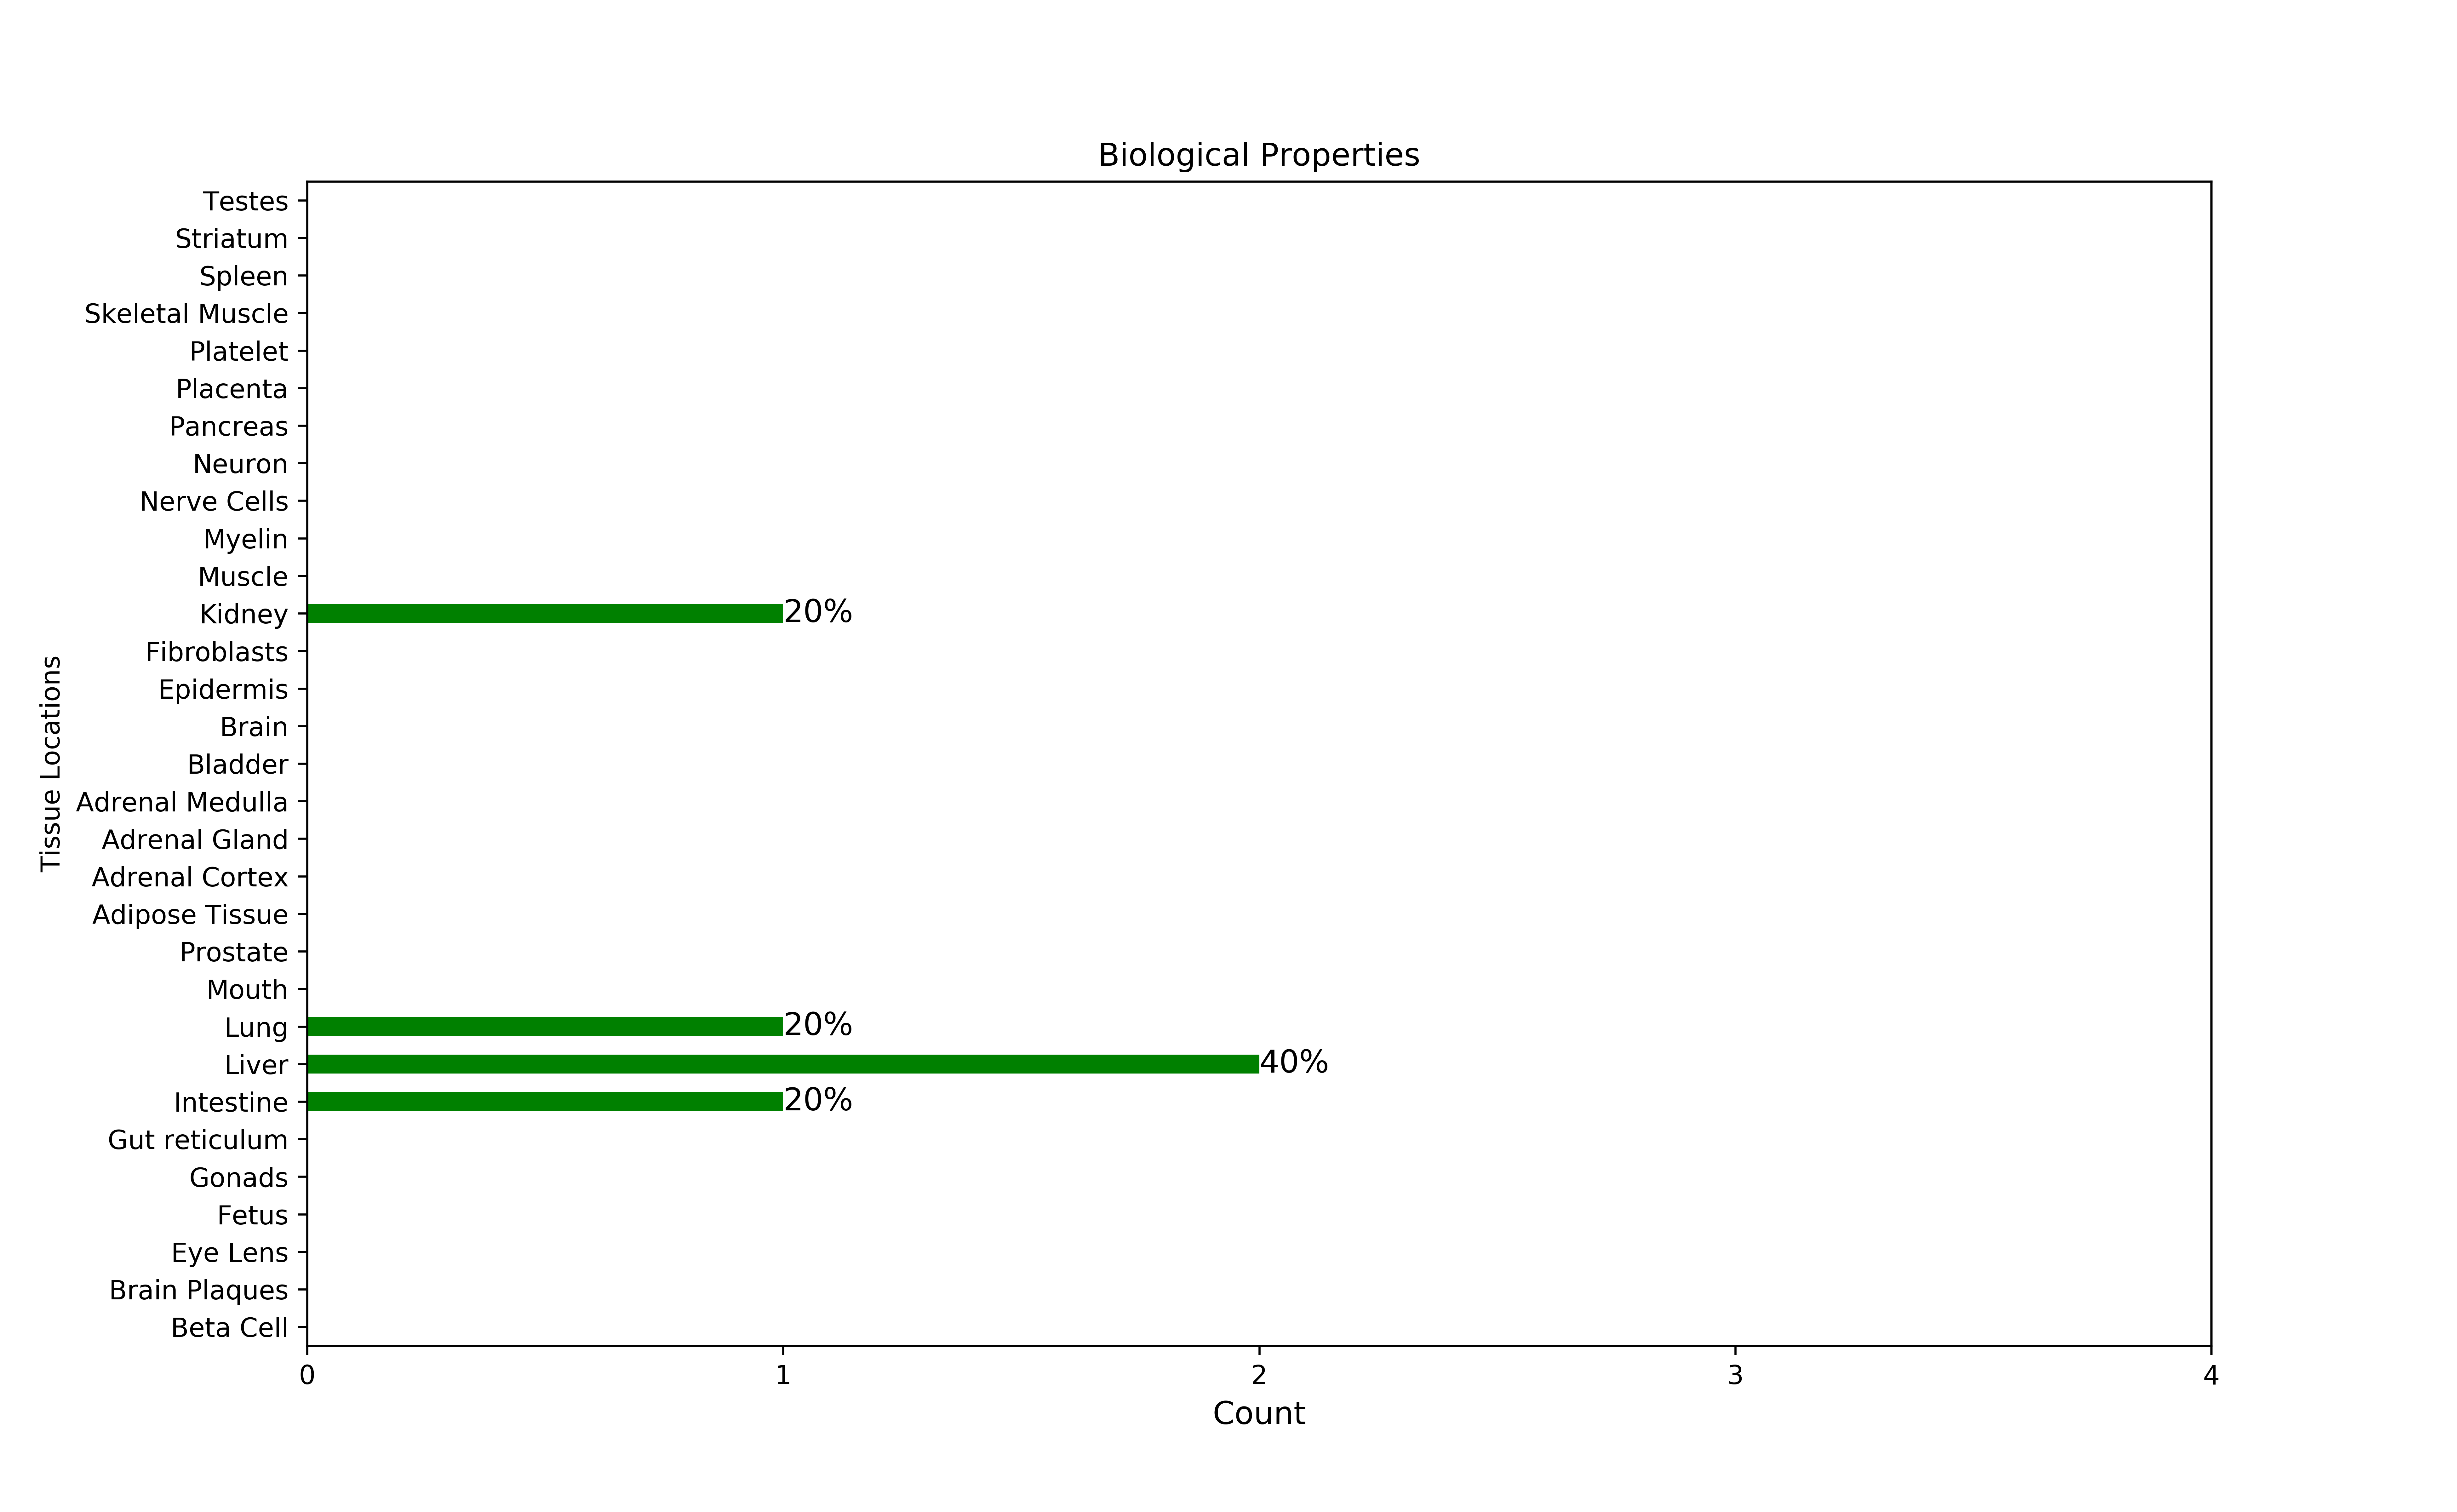 Biological Properties
Testes
Striatum
Spleen
Skeletal Muscle
Platelet
Placenta
Pancreas
Neuron
Nerve Cells
Myelin
Muscle
Kidney 20%
Fibroblasts
Epidermis
Brain
Bladder
Adrenal Medulla
Adrenal Gland
Adrenal Cortex
Adipose Tissue
Prostate
Mouth
Lung 20%
Liver 40%
Intestine 20%
Gut reticulum
Gonads
Fetus
Eye Lens
Brain Plaques
Beta Cell
Tissue Locations
0 1 2 3 4
Count